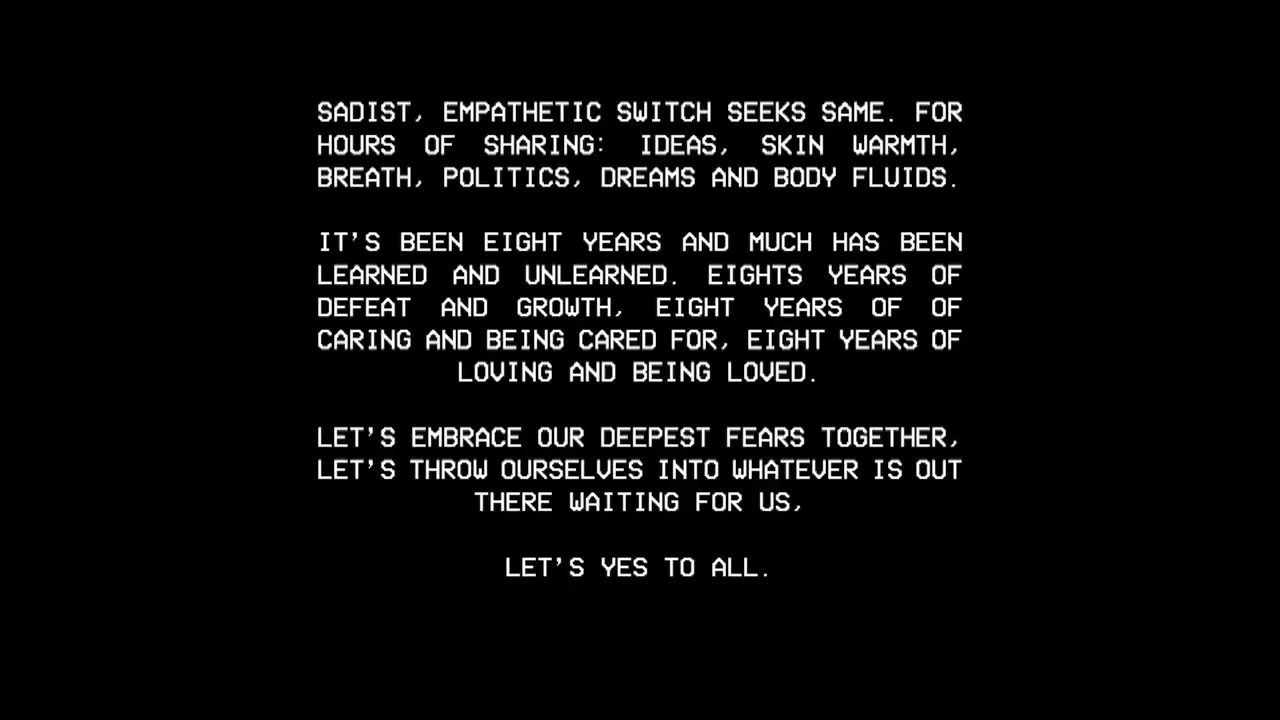 SADIST, EMPATHETIC SWITCH SEEKS SAME. FOR
HOURS OF SHARING: IDEAS, SKIN WARMTH,
BREATH, POLITICS, DREAMS AND BODY FLUIDS.
IT'S BEEN EIGHT YEARS AND MUCH HAS BEEN
LEARNED AND UNLEARNED. EIGHTS YEARS OF
DEFEAT AND GROWTH, EIGHT YEARS OF OF
CARING AND BEING CARED FOR, EIGHT YEARS OF
LOVING AND BEING LOVED.
LET'S EMBRACE OUR DEEPEST FEARS TOGETHER,
LET'S THROW OURSELVES INTO WHATEVER IS OUT
THERE WAITING FOR US,
LET'S YES TO ALL.